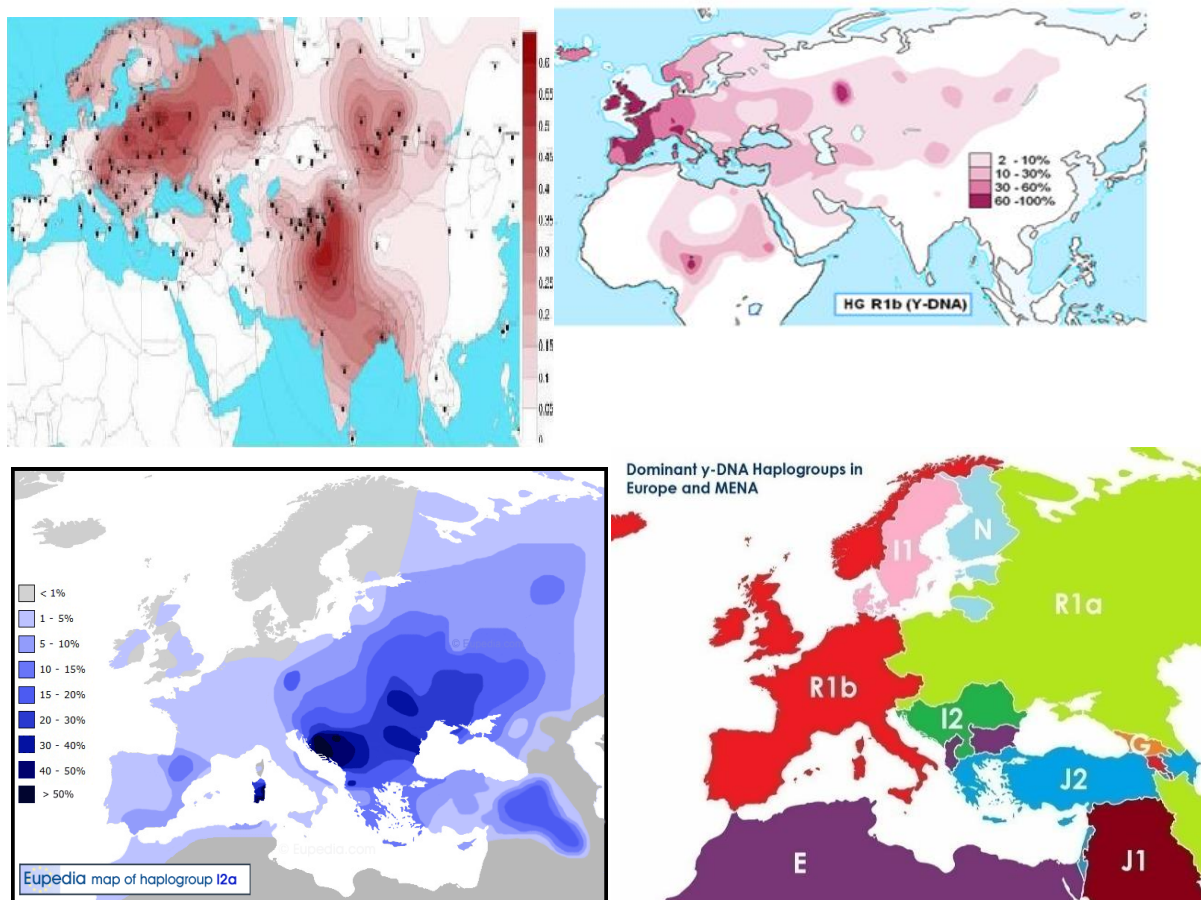 0.6
0.55
0.5
0.45
0.4
0.35
0.3
0.25
0.2
0.15
0.1
0.05
0
2 - 10%
10 - 30%
30 - 60%
60 - 100%
HG R1b (Y-DNA)
< 1%
1 - 5%
5 - 10%
10 - 15%
15 - 20%
20 - 30%
30 - 40%
40 - 50%
> 50%
© Eupedia.com
Eupedia map of haplogroup I2a
Dominant y-DNA Haplogroups in
Europe and MENA
I1
N
R1a
R1b
I2
G
J2
E
J1